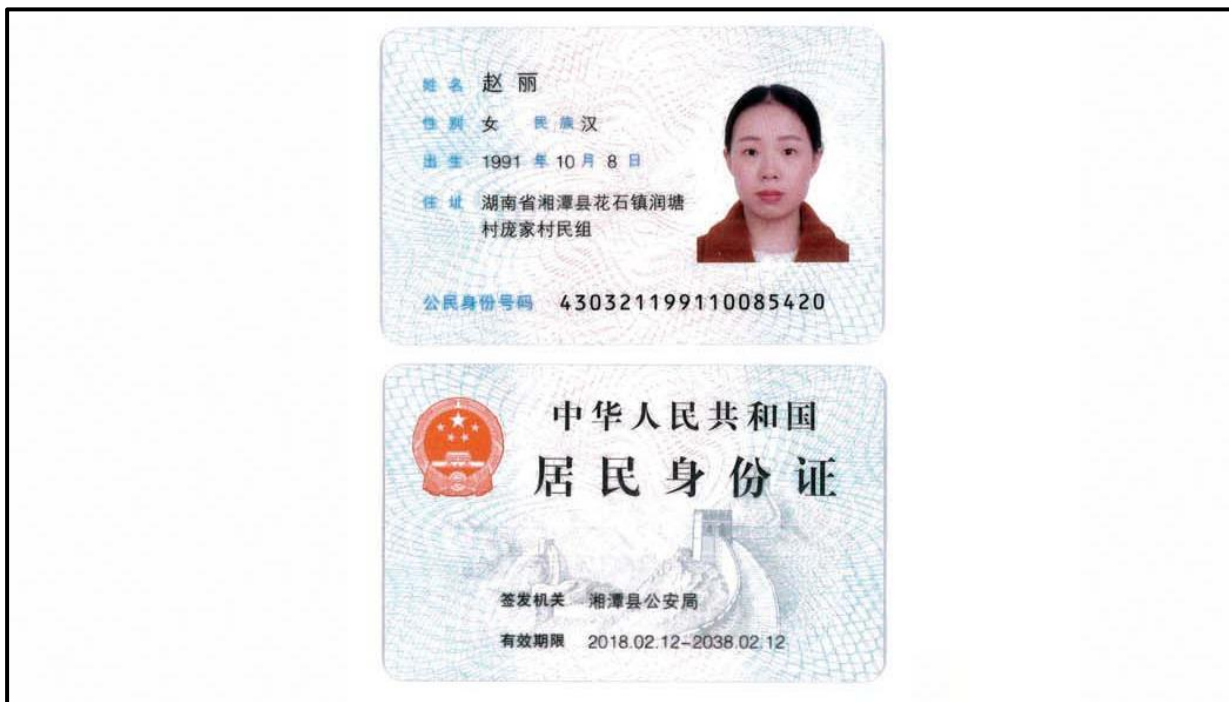 姓名 赵丽
性别 女 民族 汉
出生 1991 年 10 月 8 日
住址 湖南省湘潭县花石镇润塘
村庞家村民组
公民身份号码 430321199110085420
中华人民共和国
居民身份证
签发机关 湘潭县公安局
有效期限 2018.02.12-2038.02.12